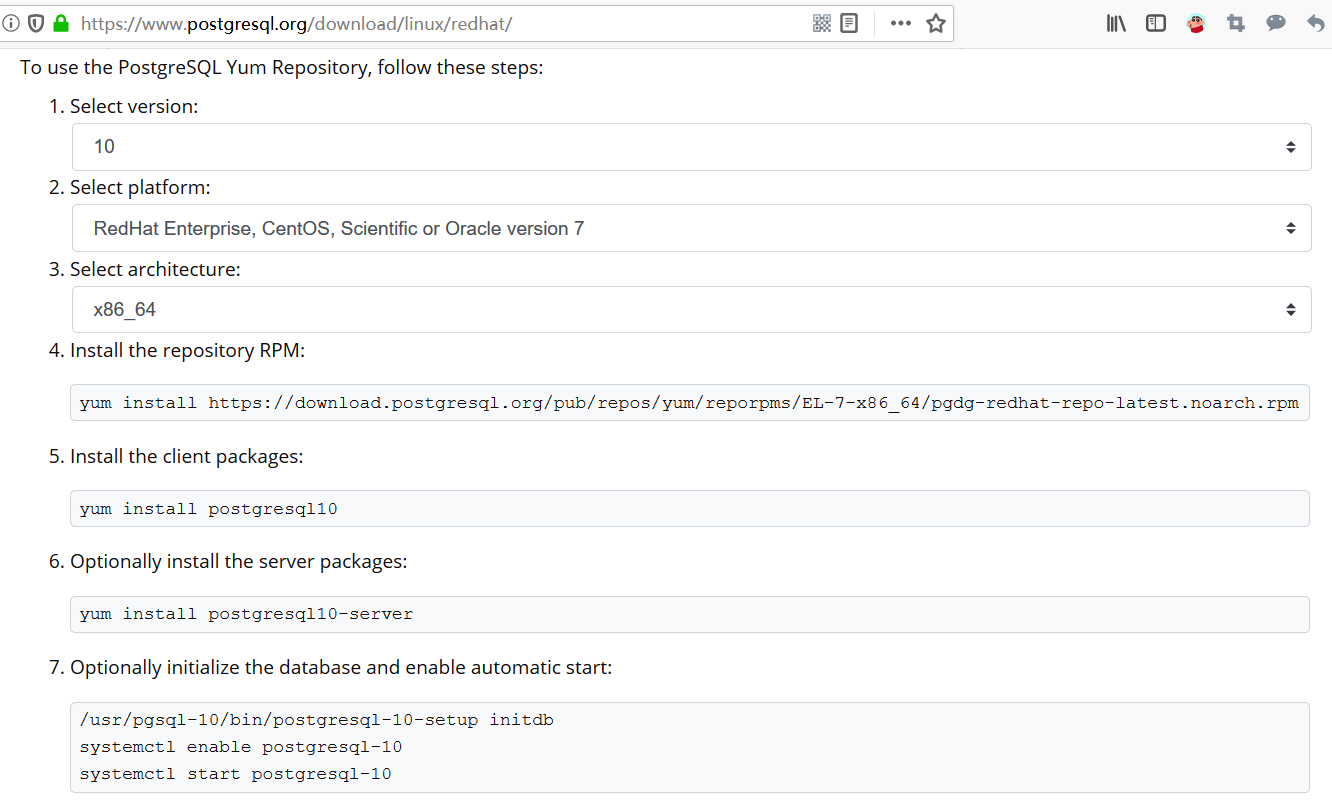 https://www.postgresql.org/download/linux/redhat/
To use the PostgreSQL Yum Repository, follow these steps:
1. Select version:
10
2. Select platform:
RedHat Enterprise, CentOS, Scientific or Oracle version 7
3. Select architecture:
x86_64
4. Install the repository RPM:
yum install https://download.postgresql.org/pub/repos/yum/reporpms/EL-7-x86_64/pgdg-redhat-repo-latest.noarch.rpm
5. Install the client packages:
yum install postgresql10
6. Optionally install the server packages:
yum install postgresql10-server
7. Optionally initialize the database and enable automatic start:
/usr/pgsql-10/bin/postgresql-10-setup initdb
systemctl enable postgresql-10
systemctl start postgresql-10